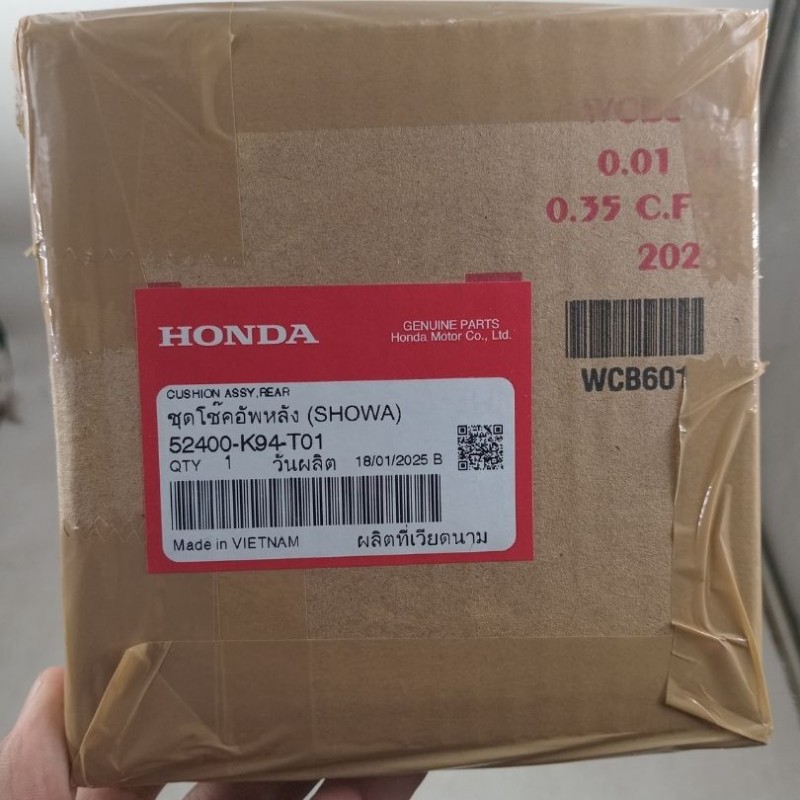 0.01
0.35 C.F
202
WCB601
HONDA
GENUINE PARTS
Honda Motor Co., Ltd.
CUSHION ASSY,REAR
ชุดโช๊คอัพหลัง (SHOWA)
52400-K94-T01
QTY 1 วันผลิต 18/01/2025 B
Made in VIETNAM ผลิตที่เวียดนาม